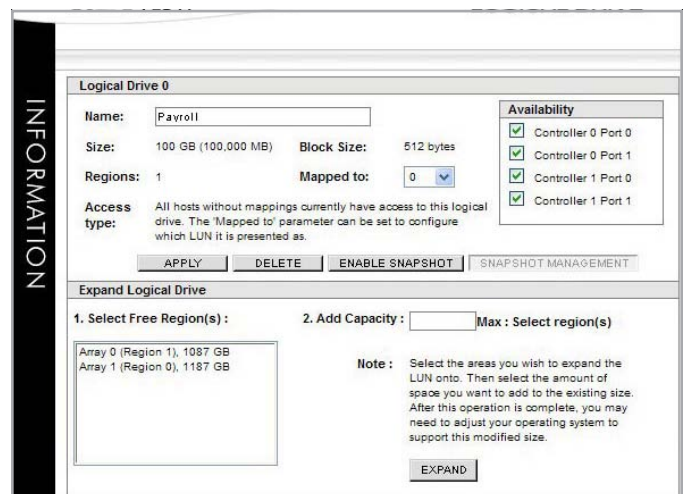 INFORMATION
Logical Drive 0
Name: Payroll
Size: 100 GB (100,000 MB) Block Size: 512 bytes
Regions: 1 Mapped to: 0
Access type: All hosts without mappings currently have access to this logical
drive. The 'Mapped to' parameter can be set to configure
which LUN it is presented as.
Availability
Controller 0 Port 0
Controller 0 Port 1
Controller 1 Port 0
Controller 1 Port 1
APPLY DELETE ENABLE SNAPSHOT SNAPSHOT MANAGEMENT
Expand Logical Drive
1. Select Free Region(s) : 2. Add Capacity : Max : Select region(s)
Array 0 (Region 1), 1087 GB
Array 1 (Region 0), 1187 GB
Note : Select the areas you wish to expand the
LUN onto. Then select the amount of
space you want to add to the existing size.
After this operation is complete, you may
need to adjust your operating system to
support this modified size.
EXPAND